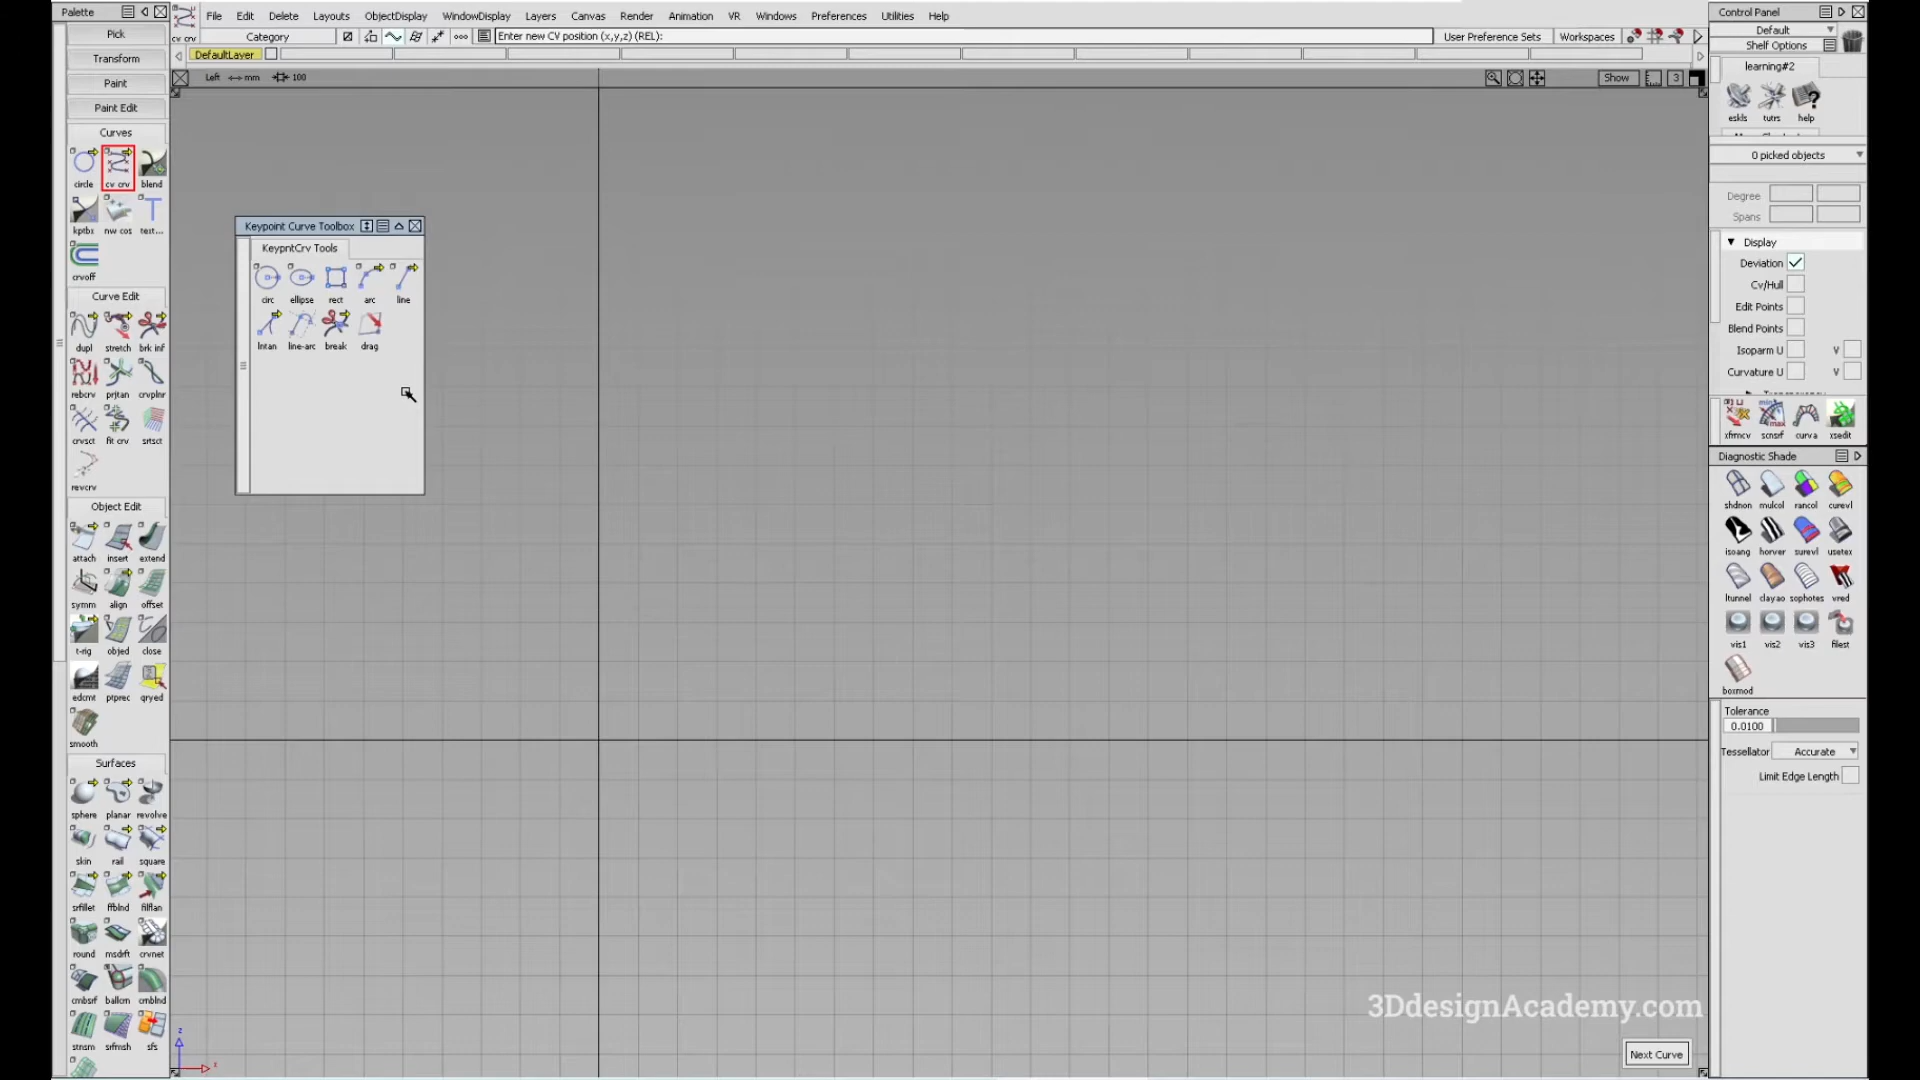 Palette
Pick
Transform
Paint
Paint Edit
Curves
circle cv crv blend
kptbx nw cos text...
crvoff
Curve Edit
dupl stretch brk inf
rebcrv prjtan crvplnr
crvsct fit crv srtsct
revcrv
Object Edit
attach insert extend
symm align offset
t-rig objed close
edcmt ptprec qryed
smooth
Surfaces
sphere planar revolve
skin rail square
srfillet ffblnd filflan
round msdrft crvnet
cmbsrf ballcrn cmblnd
stnsrn srfmsh sfs
File Edit Delete Layouts ObjectDisplay WindowDisplay Layers Canvas Render Animation VR Windows Preferences Utilities Help
cv crv Category Enter new CV position (x,y,z) (REL): User Preference Sets Workspaces
DefaultLayer
Left mm 100 Show 3
Keypoint Curve Toolbox
KeypntCrv Tools
circ ellipse rect arc line
lntan line-arc break drag
z
x
3DdesignAcademy.com
Next Curve
Control Panel
Default
Shelf Options
learning#2
eskls tutrs help
0 picked objects
Degree
Spans
Display
Deviation
Cv/Hull
Edit Points
Blend Points
Isoparm U V
Curvature U V
xfrmcv scnsrf curva xsedit
Diagnostic Shade
shdnon mulcol rancol curevl
isoang horver surevl usetex
ltunnel clayao sophotes vred
vis1 vis2 vis3 filest
boxmod
Tolerance
0.0100
Tessellator Accurate
Limit Edge Length